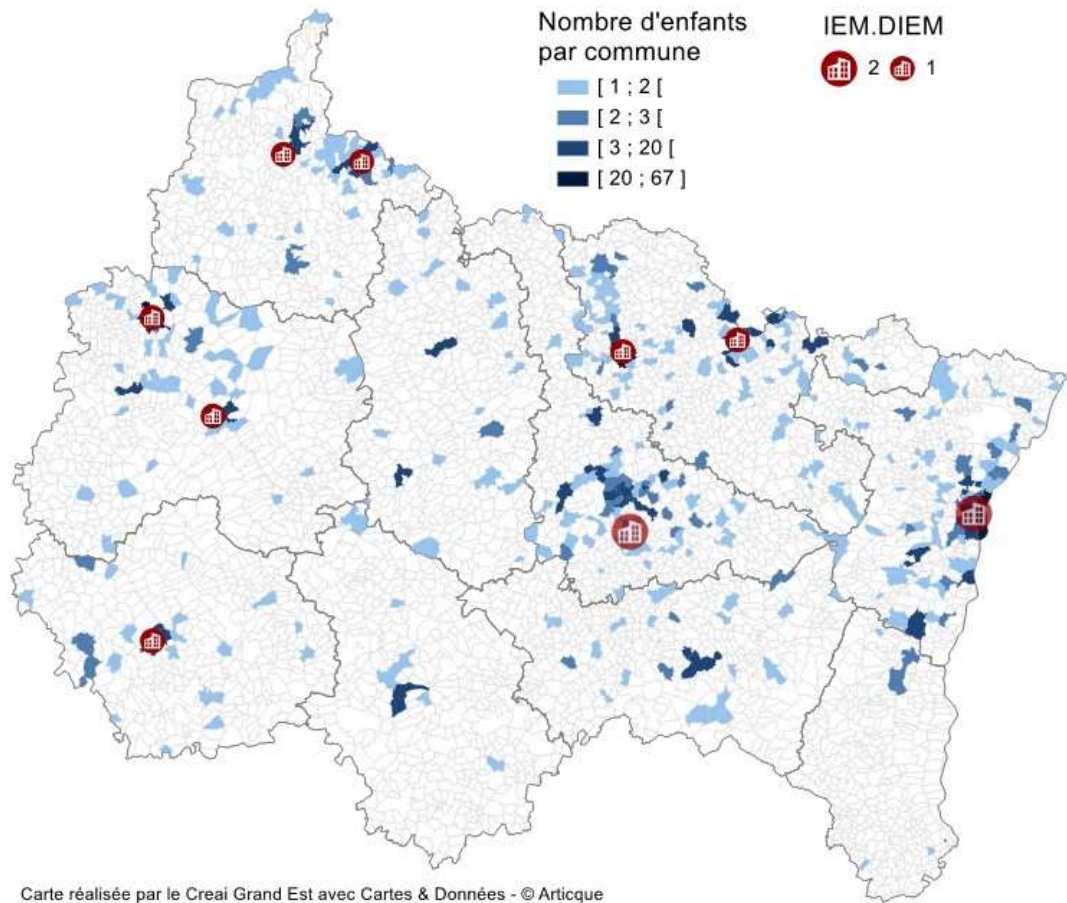 Nombre d'enfants
par commune
[ 1 ; 2 [
[ 2 ; 3 [
[ 3 ; 20 [
[ 20 ; 67 ]
IEM.DIEM
2 1
Carte réalisée par le Creai Grand Est avec Cartes & Données - © Articque